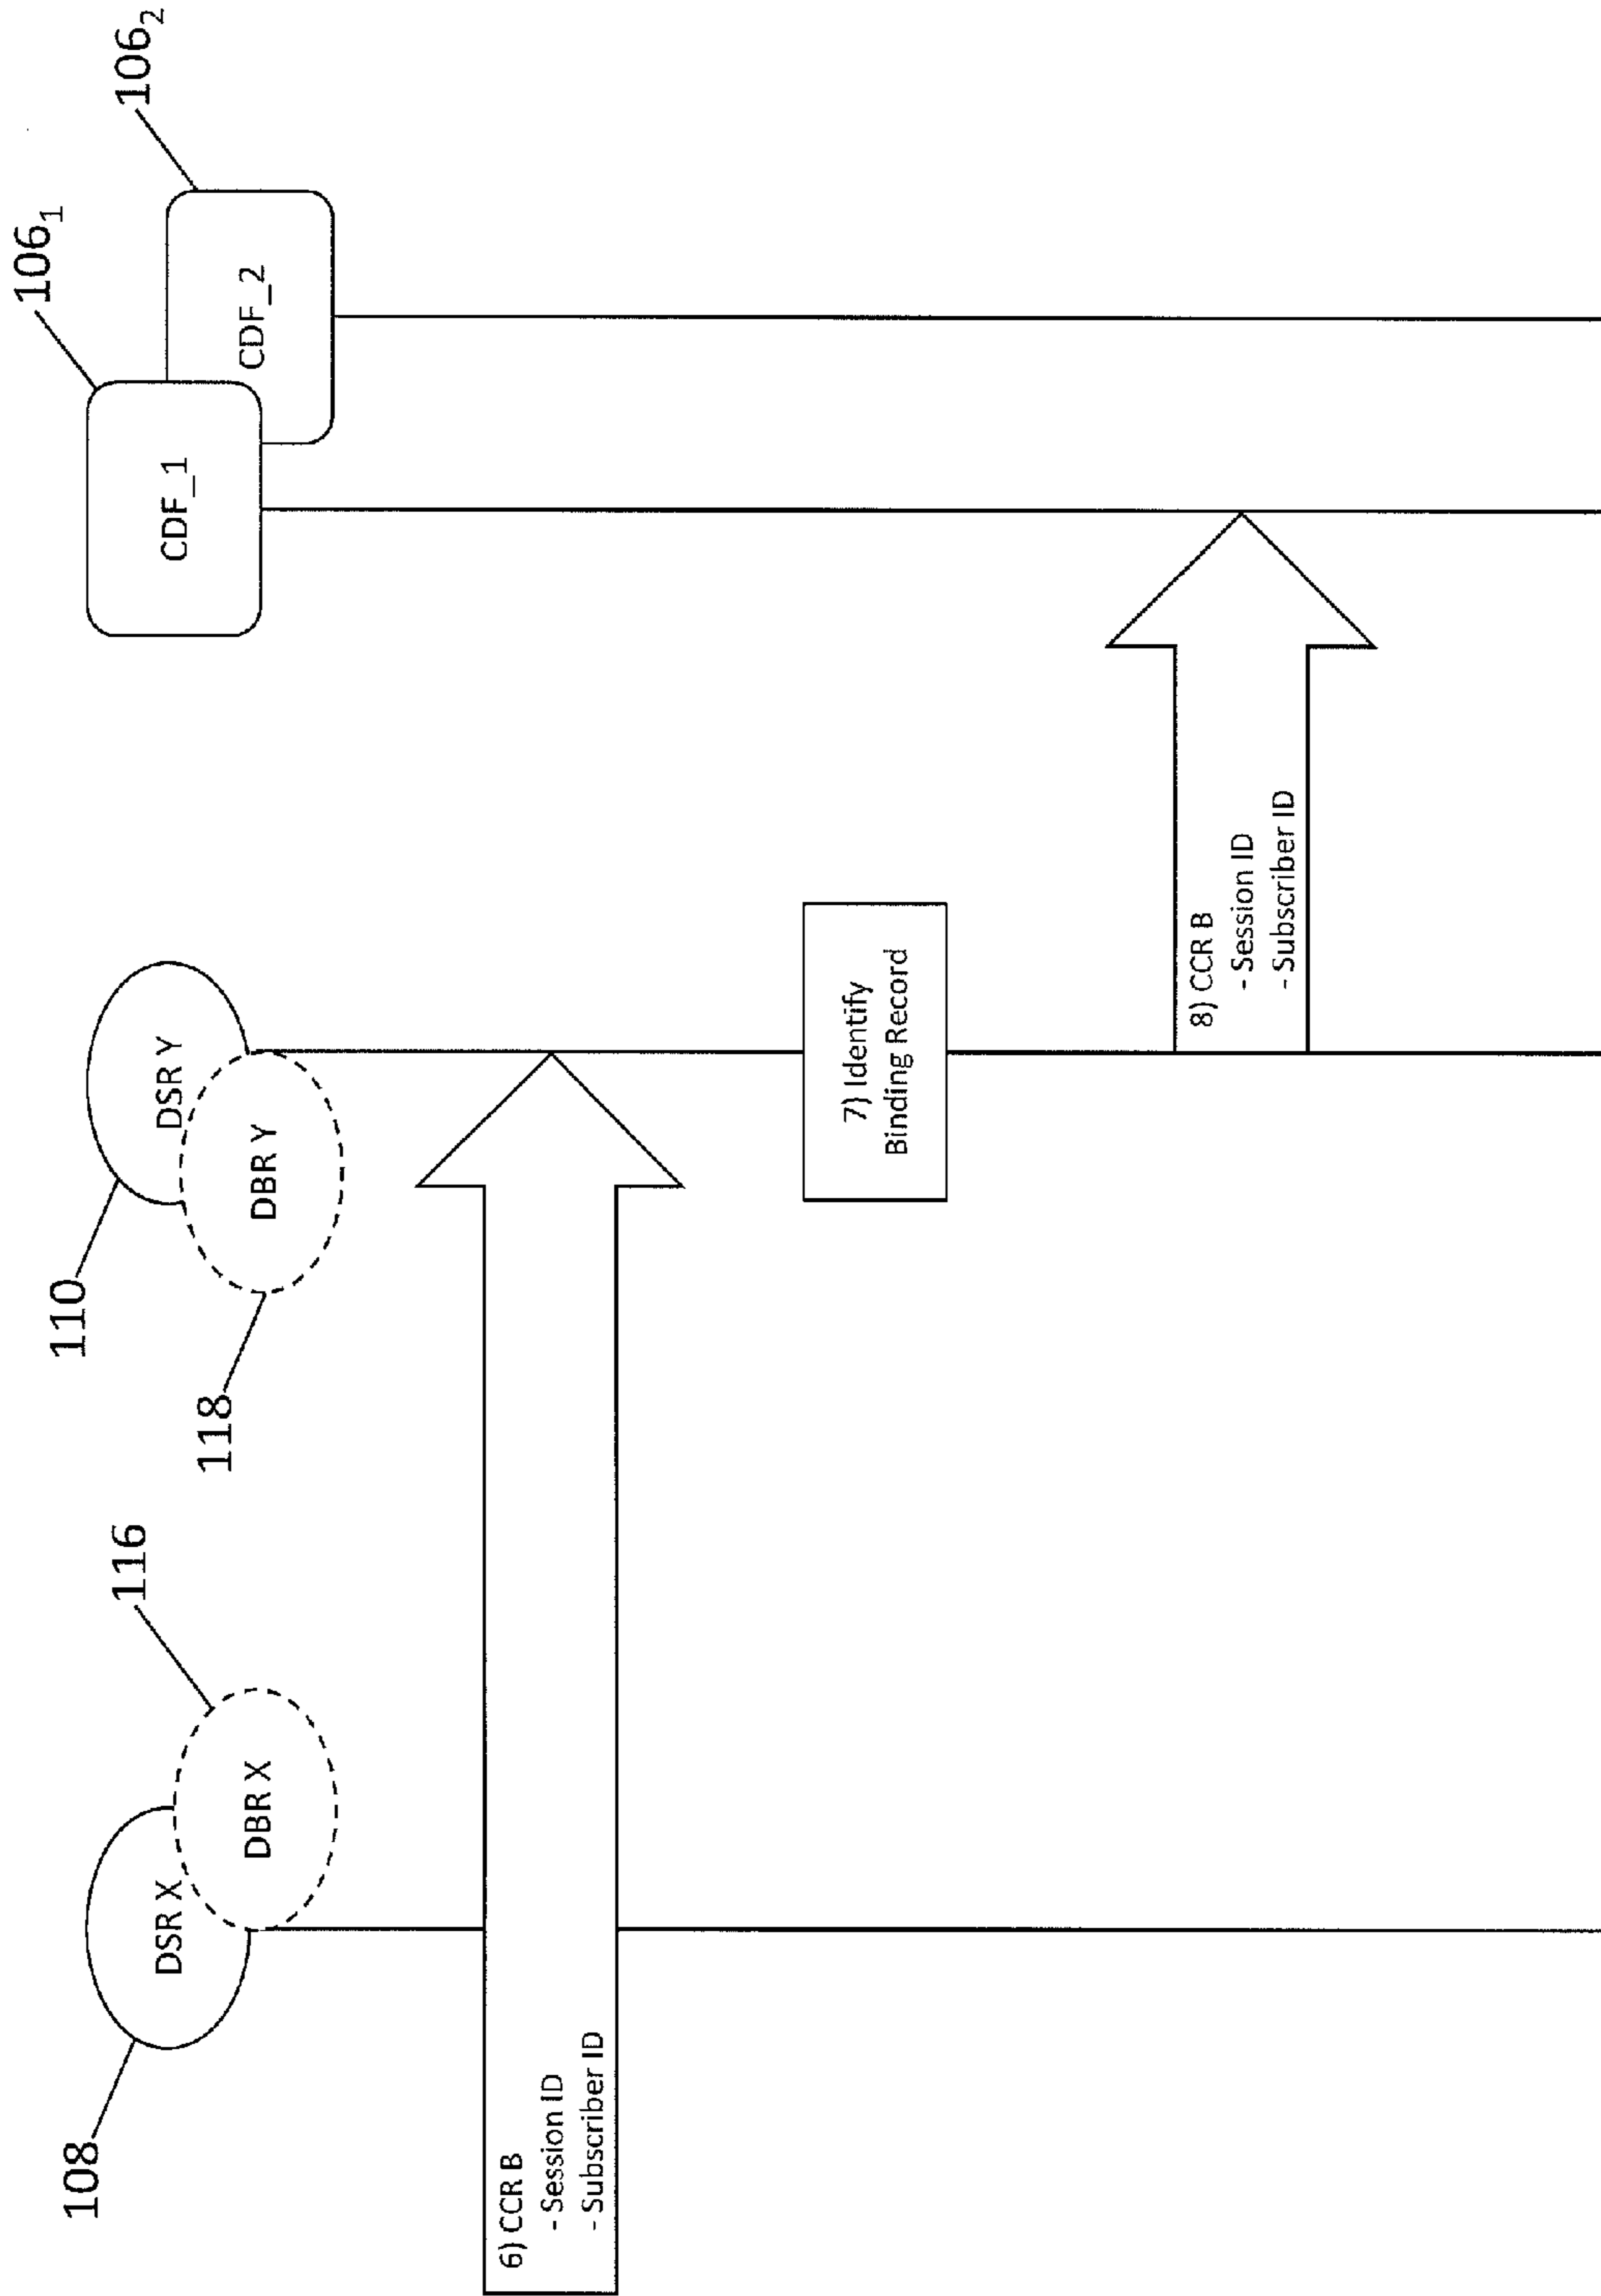 108
DSR X
DBR X
116
110
DSR Y
118
DBR Y
106₁
CDF_1
106₂
CDF_2
6) CCR B
- Session ID
- Subscriber ID
7) Identify
Binding Record
8) CCR B
- Session ID
- Subscriber ID